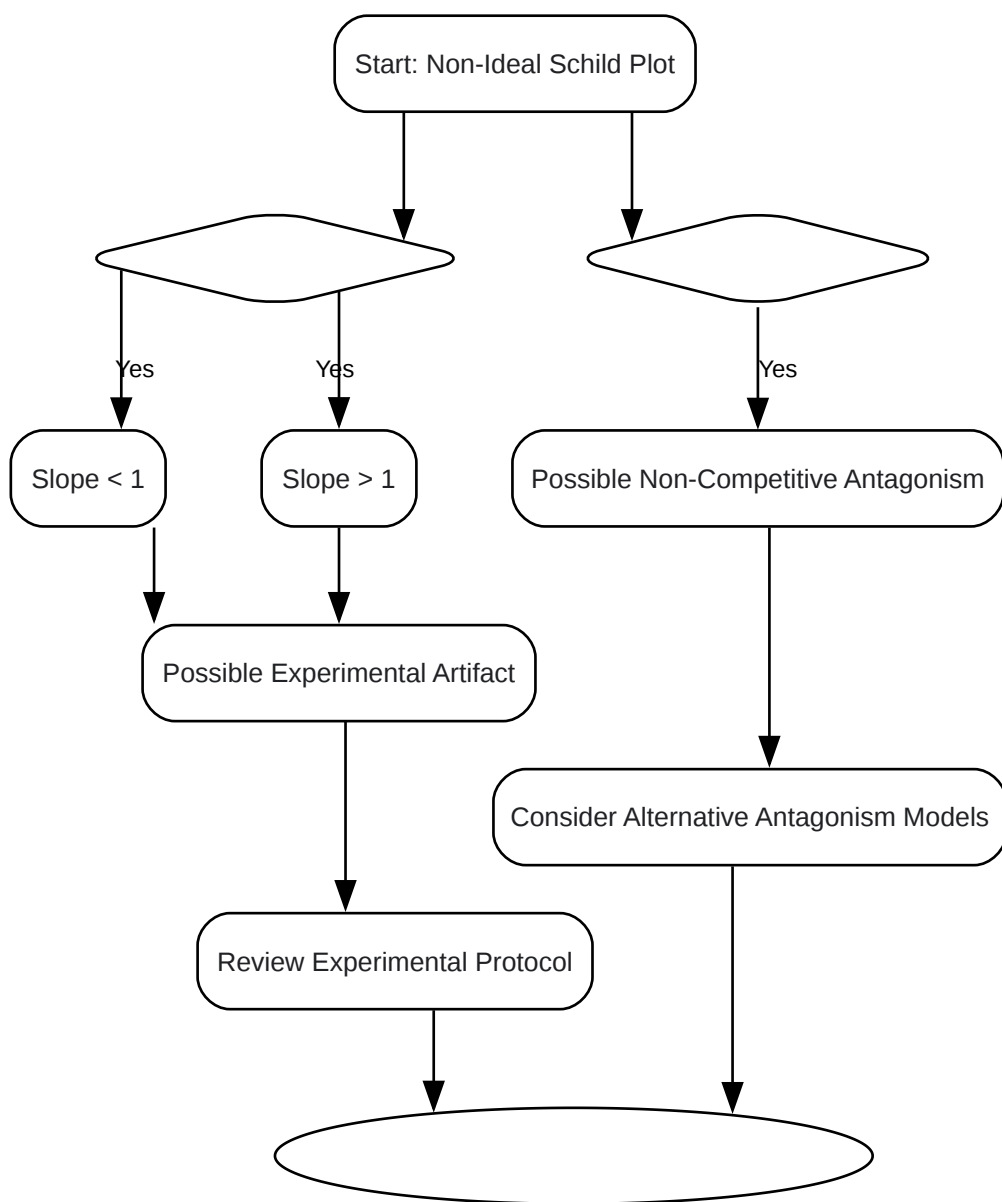 Start: Non-Ideal Schild Plot
Yes
Yes
Yes
Slope < 1
Slope > 1
Possible Non-Competitive Antagonism
Possible Experimental Artifact
Consider Alternative Antagonism Models
Review Experimental Protocol